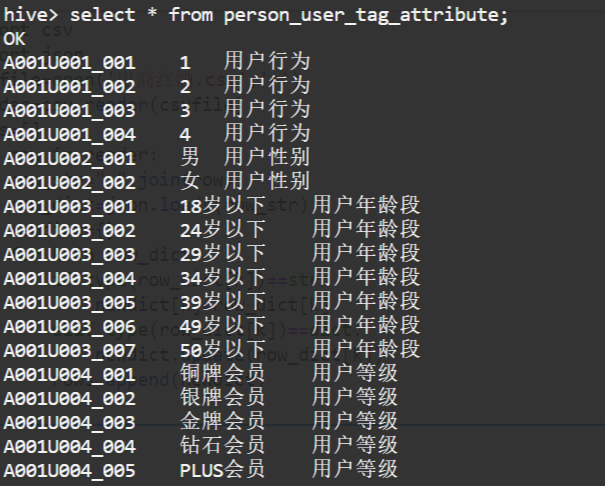 hive> select * from person_user_tag_attribute;
OK
A001U001_001 1 用户行为
A001U001_002 2 用户行为
A001U001_003 3 用户行为
A001U001_004 4 用户行为
A001U002_001 男 用户性别
A001U002_002 女 用户性别
A001U003_001 18岁以下 用户年龄段
A001U003_002 24岁以下 用户年龄段
A001U003_003 29岁以下 用户年龄段
A001U003_004 34岁以下 用户年龄段
A001U003_005 39岁以下 用户年龄段
A001U003_006 49岁以下 用户年龄段
A001U003_007 50岁以下 用户年龄段
A001U004_001 铜牌会员 用户等级
A001U004_002 银牌会员 用户等级
A001U004_003 金牌会员 用户等级
A001U004_004 钻石会员 用户等级
A001U004_005 PLUS会员 用户等级